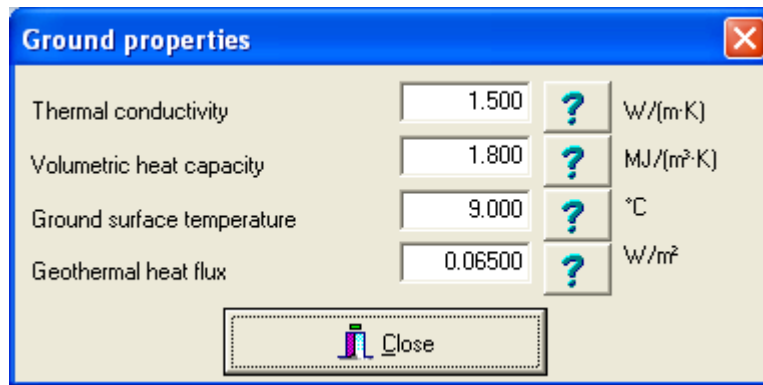 Ground properties
Thermal conductivity 1.500 ? W/(m·K)
Volumetric heat capacity 1.800 ? MJ/(m³·K)
Ground surface temperature 9.000 ? °C
Geothermal heat flux 0.06500 ? W/m²
Close